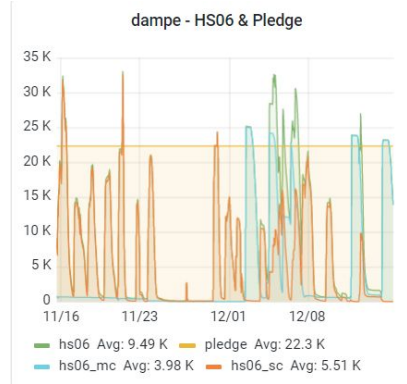 dampe - HS06 & Pledge
35 K
30 K
25 K
20 K
15 K
10 K
5 K
0
11/16 11/23 12/01 12/08
hs06 Avg: 9.49 K pledge Avg: 22.3 K
hs06_mc Avg: 3.98 K hs06_sc Avg: 5.51 K